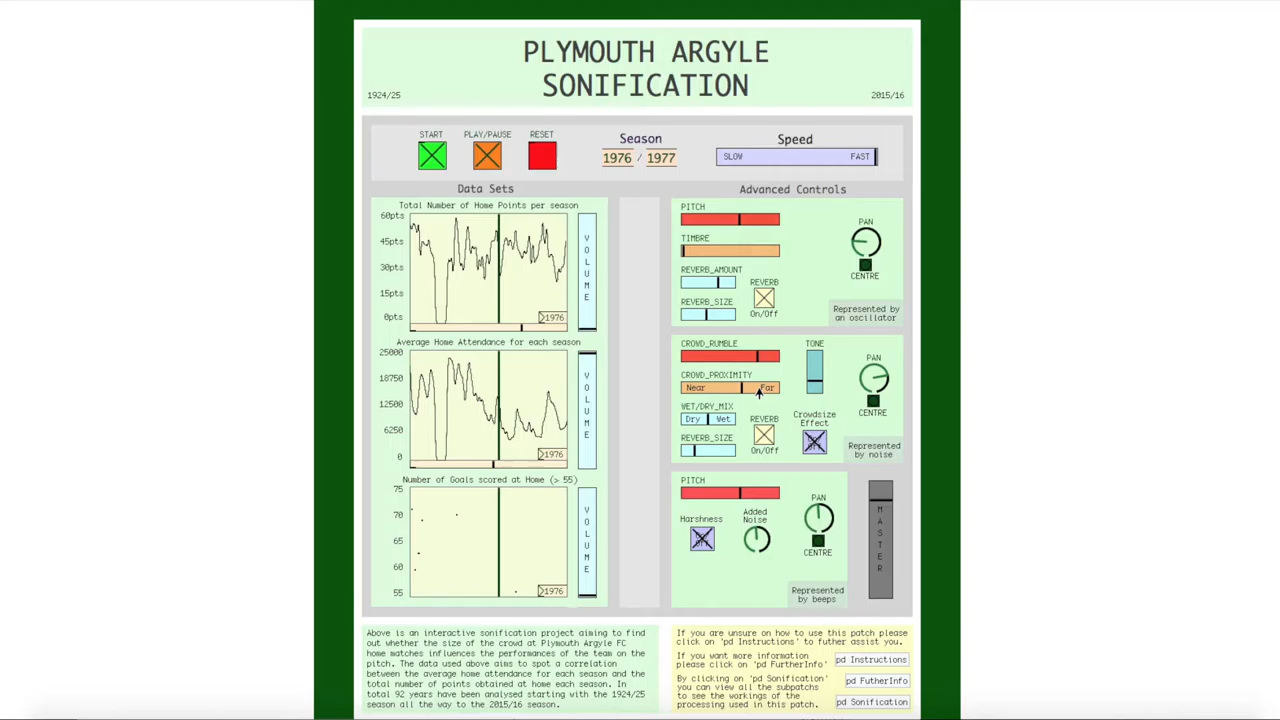 PLYMOUTH ARGYLE
SONIFICATION
1924/25
2015/16
START
PLAY/PAUSE
RESET
Season
1976 / 1977
Speed
SLOW
FAST
Data Sets
Total Number of Home Points per season
60pts
45pts
30pts
15pts
0pts
1976
VOLUME
Average Home Attendance for each season
25000
18750
12500
6250
0
1976
VOLUME
Number of Goals scored at Home (> 55)
75
70
65
60
55
1976
VOLUME
Advanced Controls
PITCH
TIMBRE
REVERB_AMOUNT
REVERB_SIZE
REVERB
On/Off
PAN
CENTRE
Represented by
an oscillator
CROWD_RUMBLE
CROWD_PROXIMITY
Near
Far
WET/DRY_MIX
Dry
Wet
REVERB_SIZE
REVERB
On/Off
TONE
Crowdsize
Effect
PAN
CENTRE
Represented
by noise
PITCH
Harshness
Added
Noise
PAN
CENTRE
Represented
by beeps
MASTER
Above is an interactive sonification project aiming to find
out whether the size of the crowd at Plymouth Argyle FC
home matches influences the performances of the team on the
pitch. The data used above aims to spot a correlation
between the average home attendance for each season and the
total number of points obtained at home each season. In
total 92 years have been analysed starting with the 1924/25
season all the way to the 2015/16 season.
If you are unsure on how to use this patch please
click on 'pd Instructions' to futher assist you.
If you want more information
please click on 'pd FurtherInfo'
By clicking on 'pd Sonification'
you can view all the subpatchs
to see the workings of the
processing used in this patch.
pd Instructions
pd FutherInfo
pd Sonification